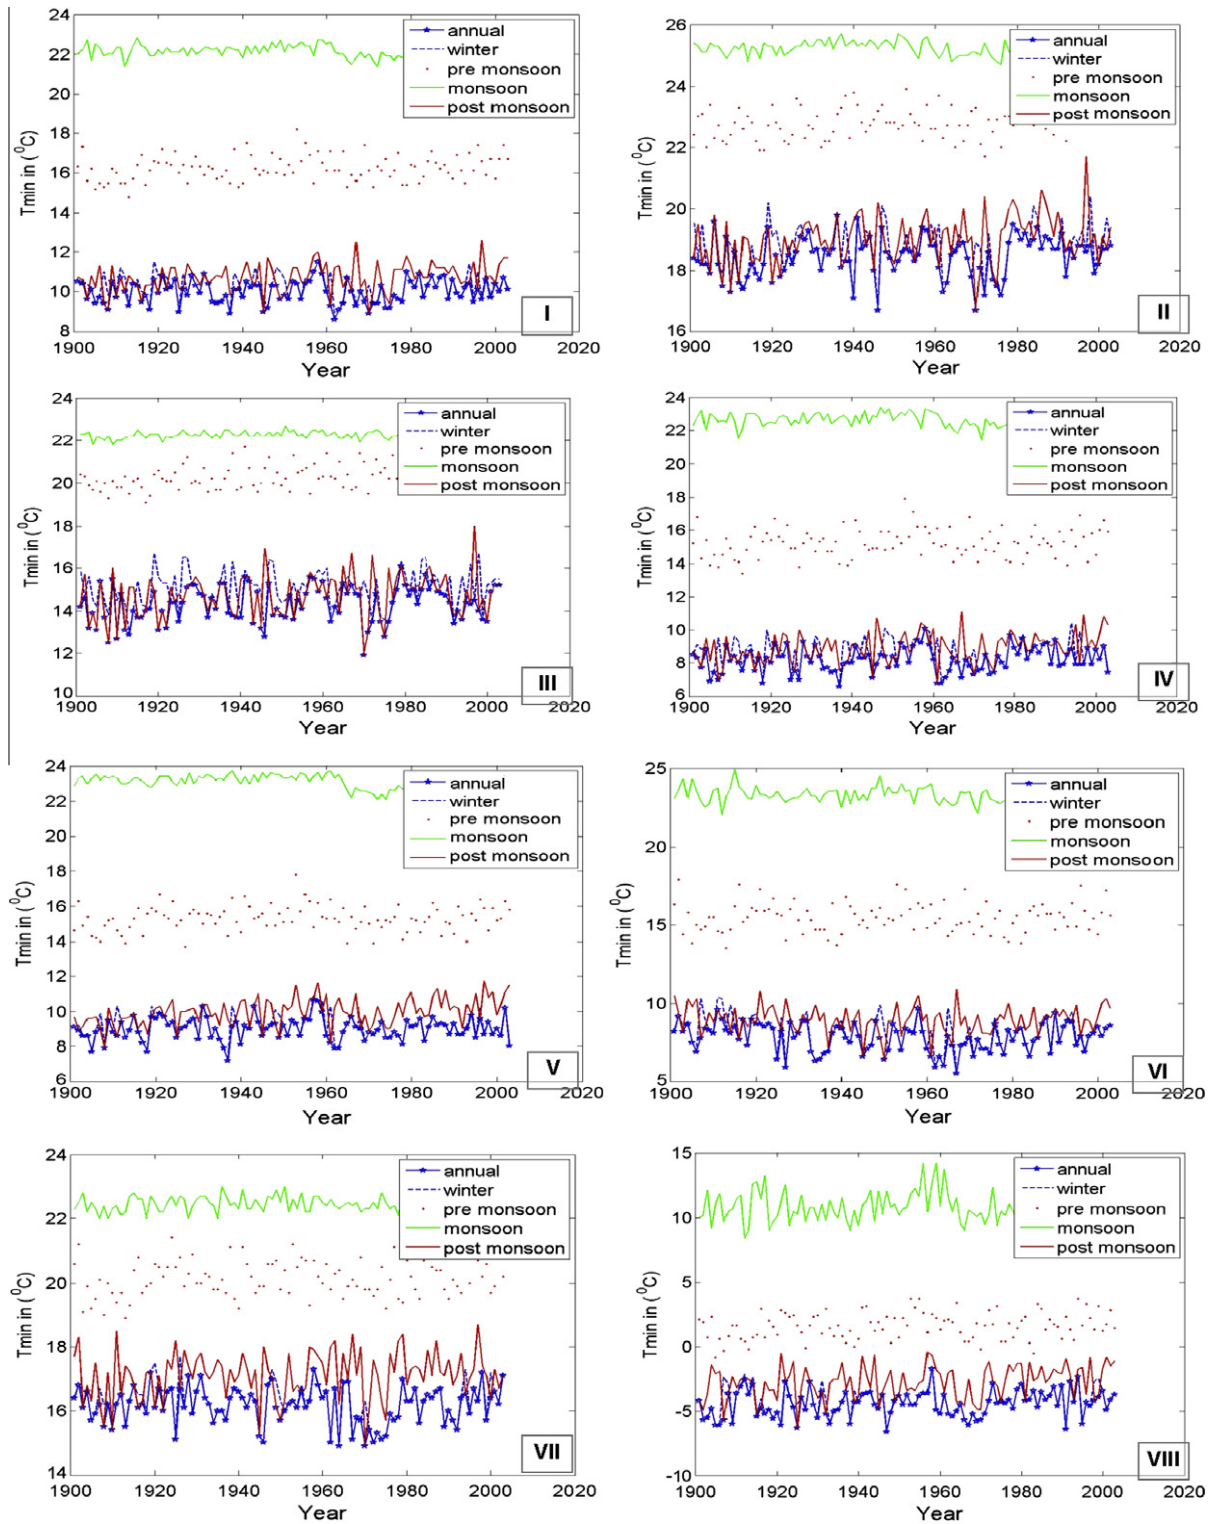 24
22
20
18
16
14
12
10
8
Tmin in (⁰C)
annual
winter
pre monsoon
monsoon
post monsoon
I
1900 1920 1940 1960 1980 2000 2020
Year
26
24
22
20
18
16
Tmin in (⁰C)
annual
winter
pre monsoon
monsoon
post monsoon
II
1900 1920 1940 1960 1980 2000 2020
Year
24
22
20
18
16
14
12
10
Tmin in (⁰C)
annual
winter
pre monsoon
monsoon
post monsoon
III
1900 1920 1940 1960 1980 2000 2020
Year
24
22
20
18
16
14
12
10
8
6
Tmin in (⁰C)
annual
winter
pre monsoon
monsoon
post monsoon
IV
1900 1920 1940 1960 1980 2000 2020
Year
24
22
20
18
16
14
12
10
8
6
Tmin in (⁰C)
annual
winter
pre monsoon
monsoon
post monsoon
V
1900 1920 1940 1960 1980 2000 2020
Year
25
20
15
10
5
Tmin in (⁰C)
annual
winter
pre monsoon
monsoon
post monsoon
VI
1900 1920 1940 1960 1980 2000 2020
Year
24
22
20
18
16
14
Tmin in (⁰C)
annual
winter
pre monsoon
monsoon
post monsoon
VII
1900 1920 1940 1960 1980 2000 2020
Year
15
10
5
0
-5
-10
Tmin in (⁰C)
annual
winter
pre monsoon
monsoon
post monsoon
VIII
1900 1920 1940 1960 1980 2000 2020
Year